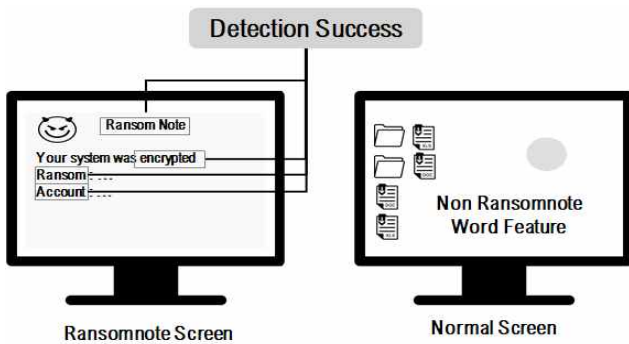 Detection Success
Ransom Note
Your system was encrypted
Ransom: ----
Account: ----
Non Ransomnote
Word Feature
Ransomnote Screen
Normal Screen